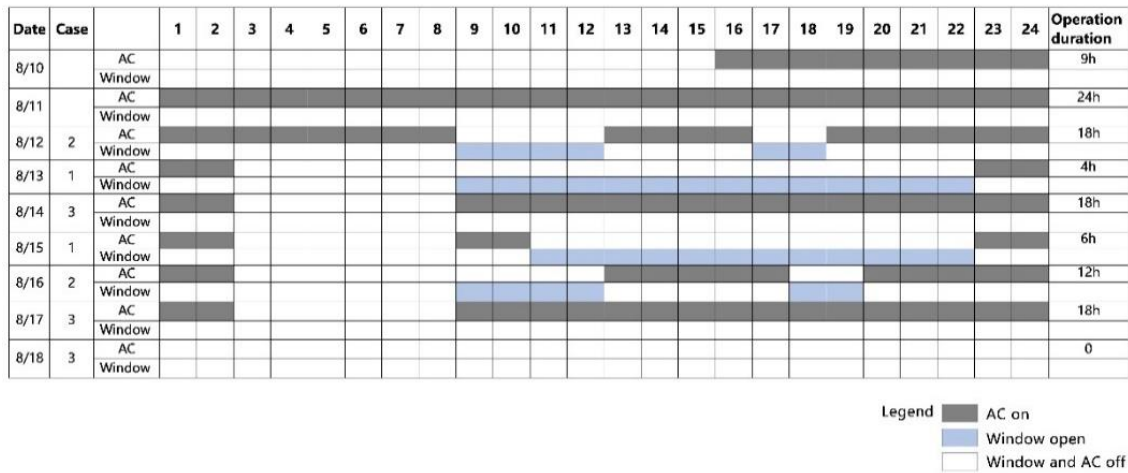 Date Case 1 2 3 4 5 6 7 8 9 10 11 12 13 14 15 16 17 18 19 20 21 22 23 24 Operation duration
8/10 AC 9h
Window
8/11 AC 24h
Window
8/12 2 AC 18h
Window
8/13 1 AC 4h
Window
8/14 3 AC 18h
Window
8/15 1 AC 6h
Window
8/16 2 AC 12h
Window
8/17 3 AC 18h
Window
8/18 3 AC 0
Window
Legend AC on
Window open
Window and AC off